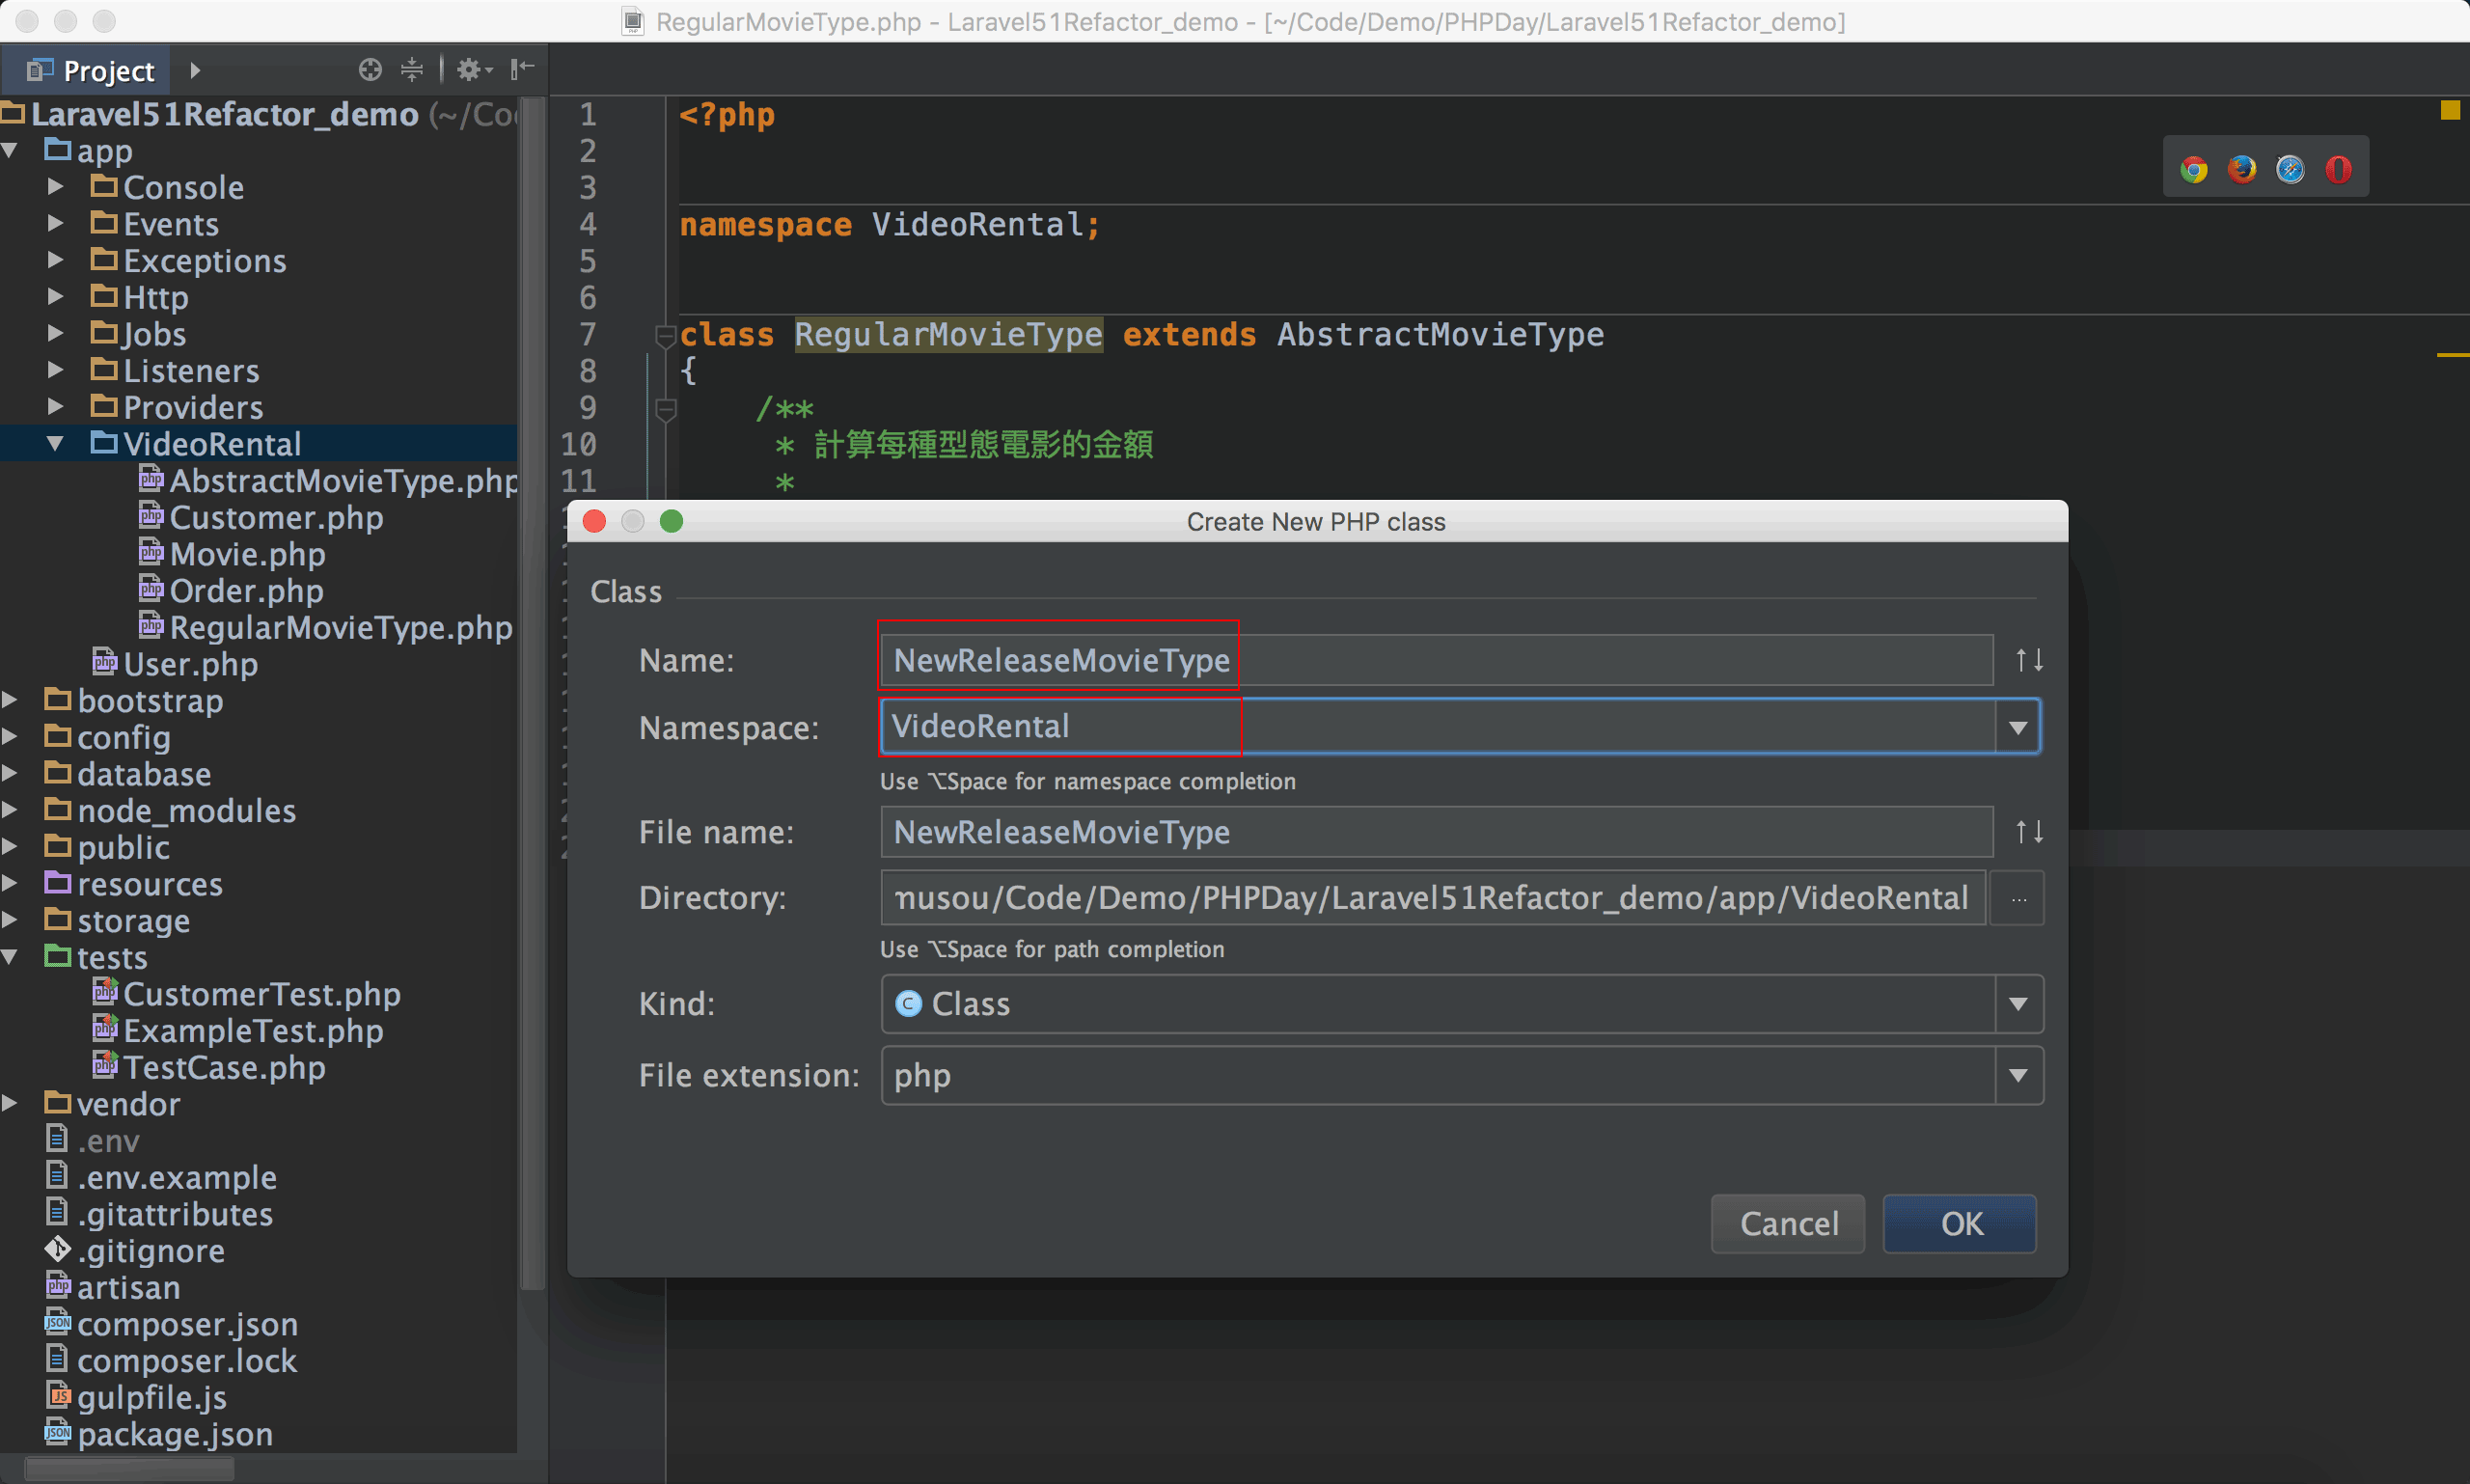 RegularMovieType.php - Laravel51Refactor_demo - [~/Code/Demo/PHPDay/Laravel51Refactor_demo]
Project
Laravel51Refactor_demo (~/Co
app
Console
Events
Exceptions
Http
Jobs
Listeners
Providers
VideoRental
AbstractMovieType.php
Customer.php
Movie.php
Order.php
RegularMovieType.php
User.php
bootstrap
config
database
node_modules
public
resources
storage
tests
CustomerTest.php
ExampleTest.php
TestCase.php
vendor
.env
.env.example
.gitattributes
.gitignore
artisan
composer.json
composer.lock
gulpfile.js
package.json
1 <?php
2
3
4 namespace VideoRental;
5
6
7 class RegularMovieType extends AbstractMovieType
8 {
9 /**
10 * 計算每種型態電影的金額
11 *
Create New PHP class
Class
Name: NewReleaseMovieType
Namespace: VideoRental
Use ⌥Space for namespace completion
File name: NewReleaseMovieType
Directory: musou/Code/Demo/PHPDay/Laravel51Refactor_demo/app/VideoRental ...
Use ⌥Space for path completion
Kind: Class
File extension: php
Cancel OK